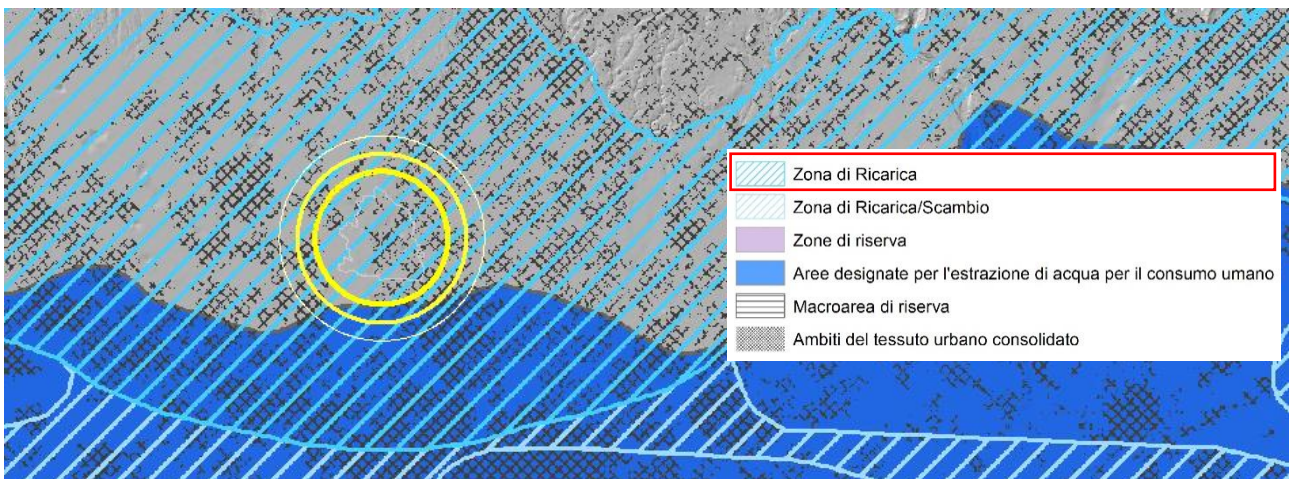 Zona di Ricarica
Zona di Ricarica/Scambio
Zone di riserva
Aree designate per l'estrazione di acqua per il consumo umano
Macroarea di riserva
Ambiti del tessuto urbano consolidato